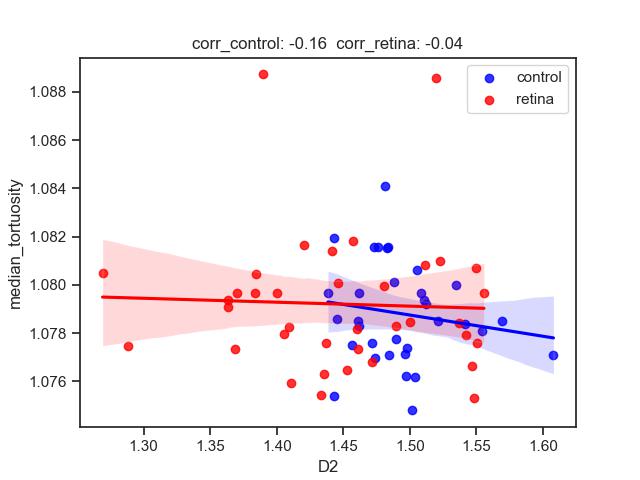 corr_control: -0.16  corr_retina: -0.04
control
retina
1.088
1.086
1.084
1.082
1.080
1.078
1.076
median_tortuosity
1.30 1.35 1.40 1.45 1.50 1.55 1.60
D2